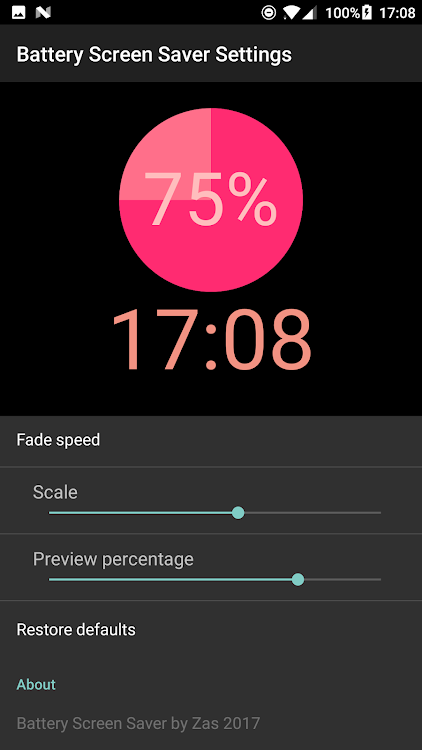 100% 17:08
Battery Screen Saver Settings
75%
17:08
Fade speed
Scale
Preview percentage
Restore defaults
About
Battery Screen Saver by Zas 2017